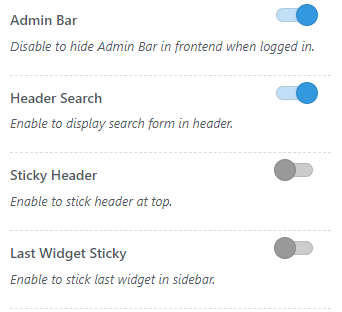 Admin Bar
Disable to hide Admin Bar in frontend when logged in.
Header Search
Enable to display search form in header.
Sticky Header
Enable to stick header at top.
Last Widget Sticky
Enable to stick last widget in sidebar.